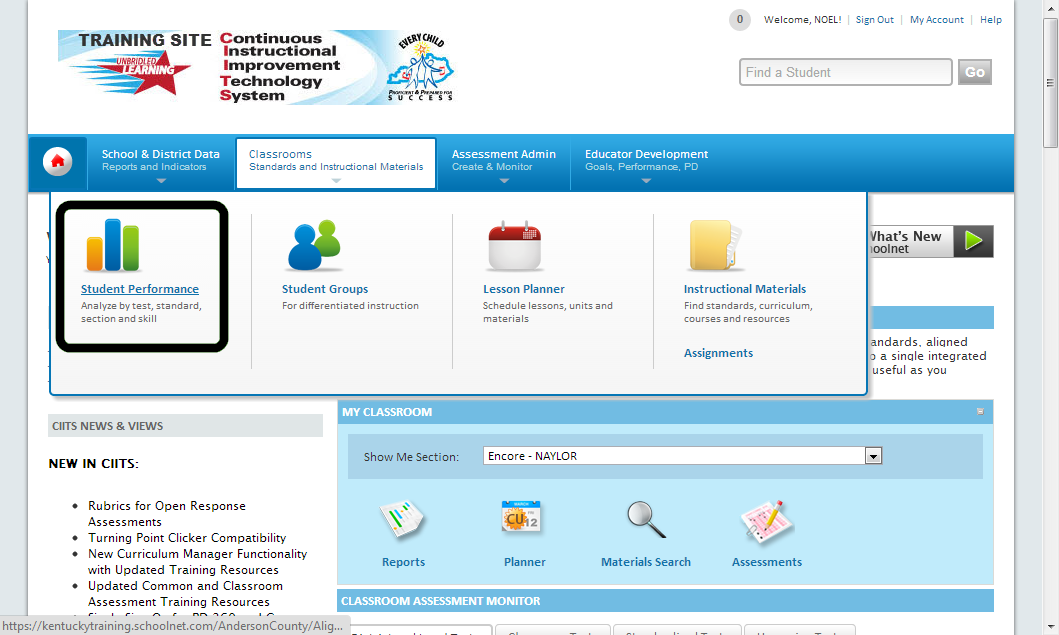 0 Welcome, NOEL! | Sign Out | My Account | Help
TRAINING SITE
UNBRIDLED
LEARNING
Continuous
Instructional
Improvement
Technology
System
EVERY CHILD
PROFICIENT & PREPARED FOR
SUCCESS
Find a Student Go
School & District Data
Reports and Indicators
Classrooms
Standards and Instructional Materials
Assessment Admin
Create & Monitor
Educator Development
Goals, Performance, PD
Student Performance
Analyze by test, standard,
section and skill
Student Groups
For differentiated instruction
Lesson Planner
Schedule lessons, units and
materials
Instructional Materials
Find standards, curriculum,
courses and resources
Assignments
What's New
oolnet
andards, aligned
a single integrated
useful as you
CIITS NEWS & VIEWS
NEW IN CIITS:
Rubrics for Open Response
Assessments
Turning Point Clicker Compatibility
New Curriculum Manager Functionality
with Updated Training Resources
Updated Common and Classroom
Assessment Training Resources
MY CLASSROOM
Show Me Section: Encore - NAYLOR
Reports
MARCH
CU 12
Planner
Materials Search
Assessments
CLASSROOM ASSESSMENT MONITOR
https://kentuckytraining.schoolnet.com/AndersonCounty/Alig...